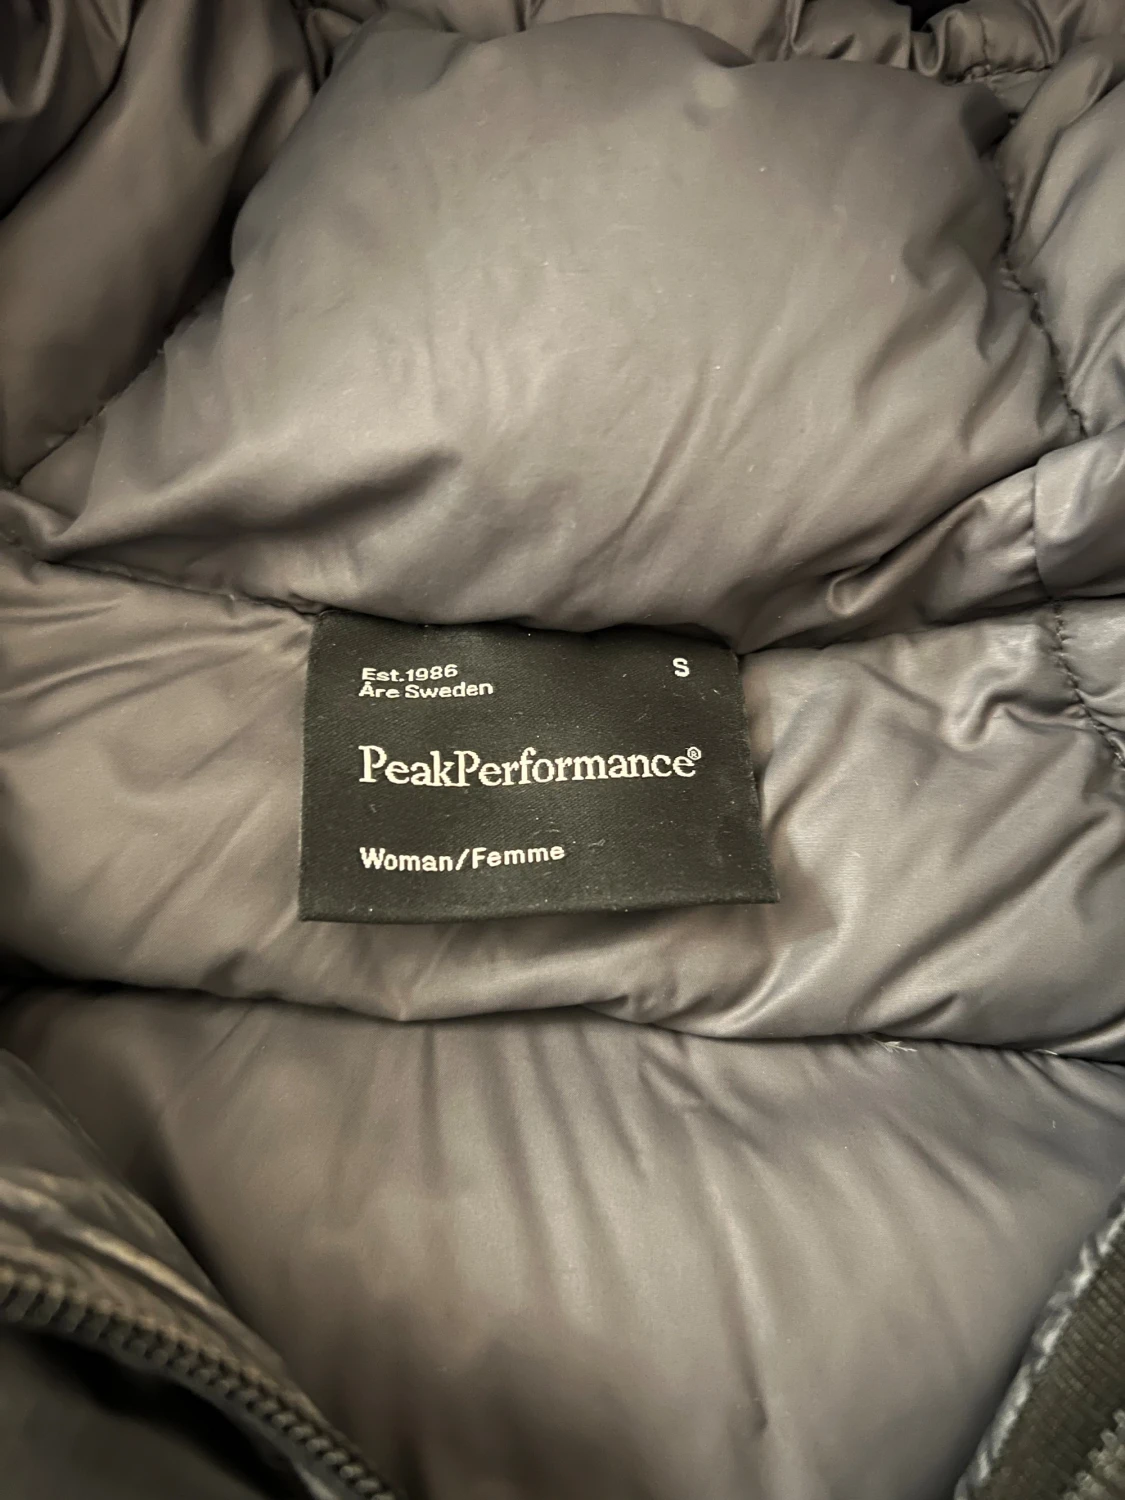 Est.1986
Åre Sweden
S
PeakPerformance®
Woman/Femme